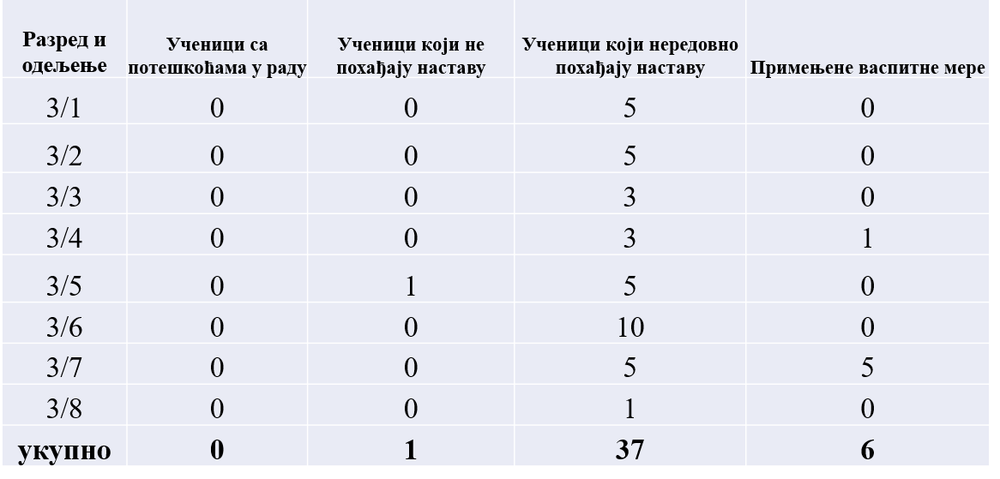 Разред и
одељење
Ученици са
потешкоћама у раду
Ученици који не
похађају наставу
Ученици који нередовно
похађају наставу
Примењене васпитне мере
3/1 0 0 5 0
3/2 0 0 5 0
3/3 0 0 3 0
3/4 0 0 3 1
3/5 0 1 5 0
3/6 0 0 10 0
3/7 0 0 5 5
3/8 0 0 1 0
укупно 0 1 37 6